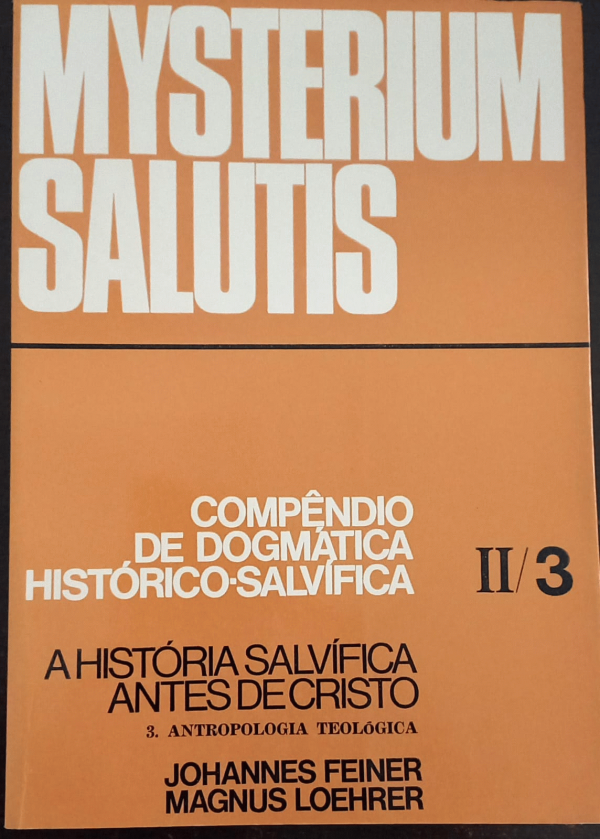 MYSTERIUM
SALUTIS
COMPÊNDIO
DE DOGMÁTICA
HISTÓRICO-SALVÍFICA
II/3
A HISTÓRIA SALVÍFICA
ANTES DE CRISTO
3. ANTROPOLOGIA TEOLÓGICA
JOHANNES FEINER
MAGNUS LOEHRER